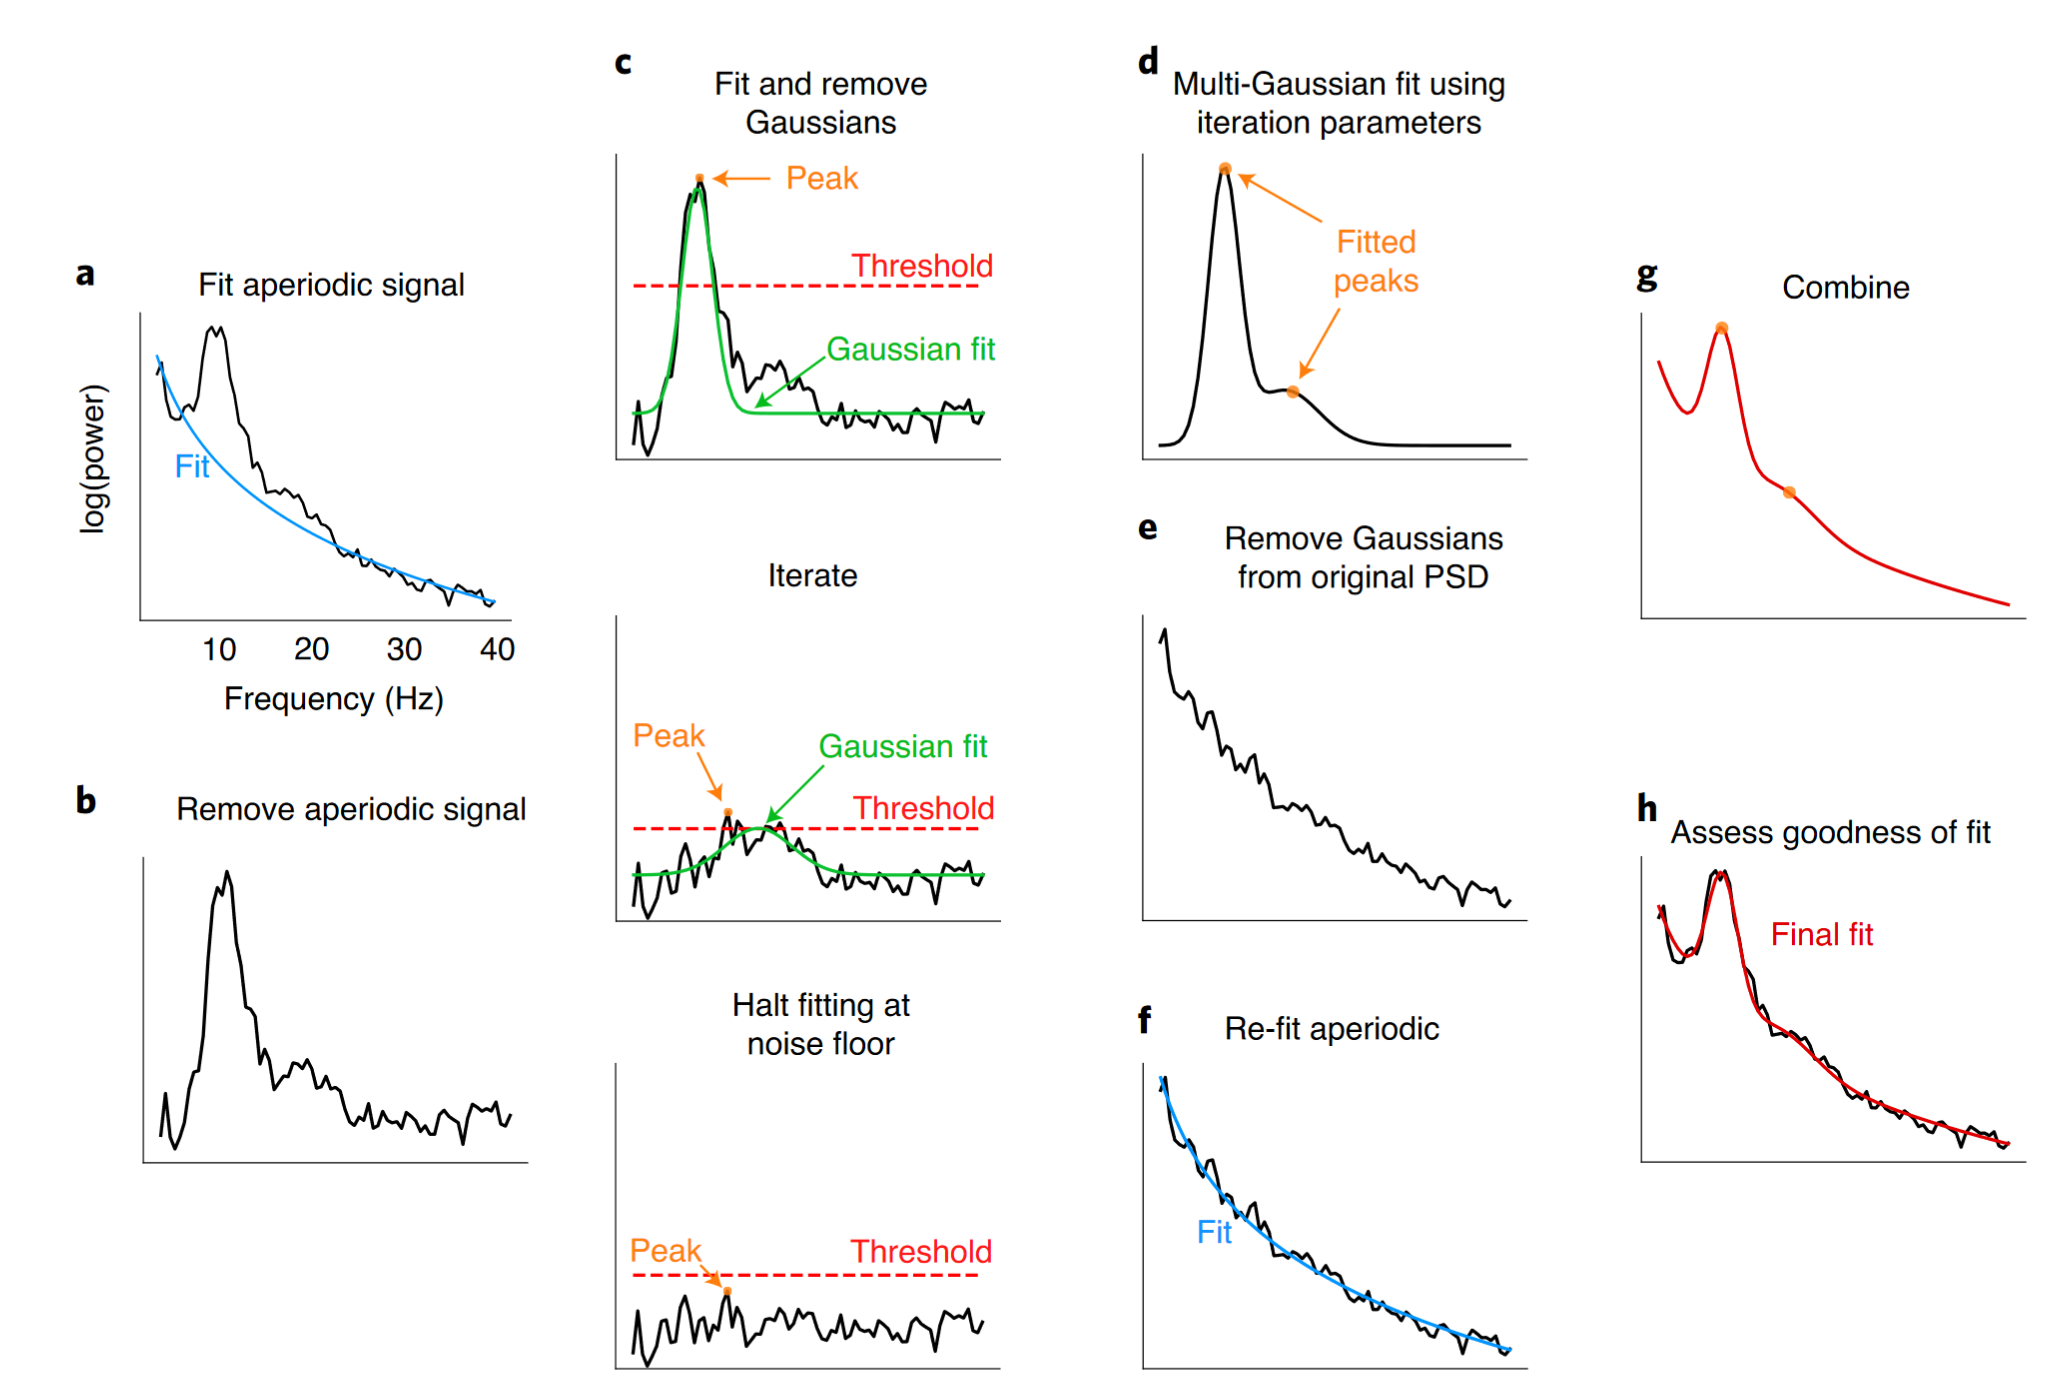 a
Fit aperiodic signal
log(power)
Fit
10 20 30 40
Frequency (Hz)
b
Remove aperiodic signal
c
Fit and remove
Gaussians
Peak
Threshold
Gaussian fit
Iterate
Peak
Gaussian fit
Threshold
Halt fitting at
noise floor
Peak
Threshold
d
Multi-Gaussian fit using
iteration parameters
Fitted
peaks
e
Remove Gaussians
from original PSD
f
Re-fit aperiodic
Fit
g
Combine
h
Assess goodness of fit
Final fit